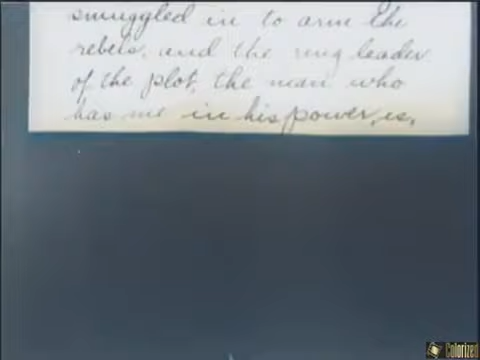 smuggled in to arm the
rebels, and the ring leader
of the plot, the man who
has me in his power, is,
Colorized